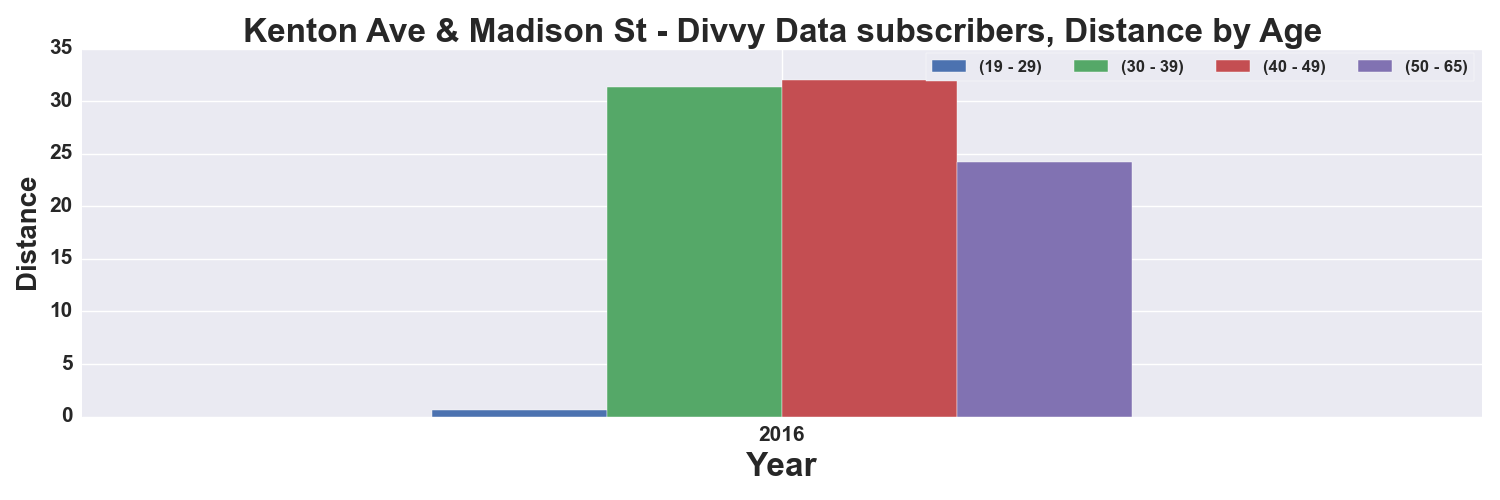 Kenton Ave & Madison St - Divvy Data subscribers, Distance by Age
(19 - 29) (30 - 39) (40 - 49) (50 - 65)
35
30
25
20
15
10
5
0
Distance
2016
Year